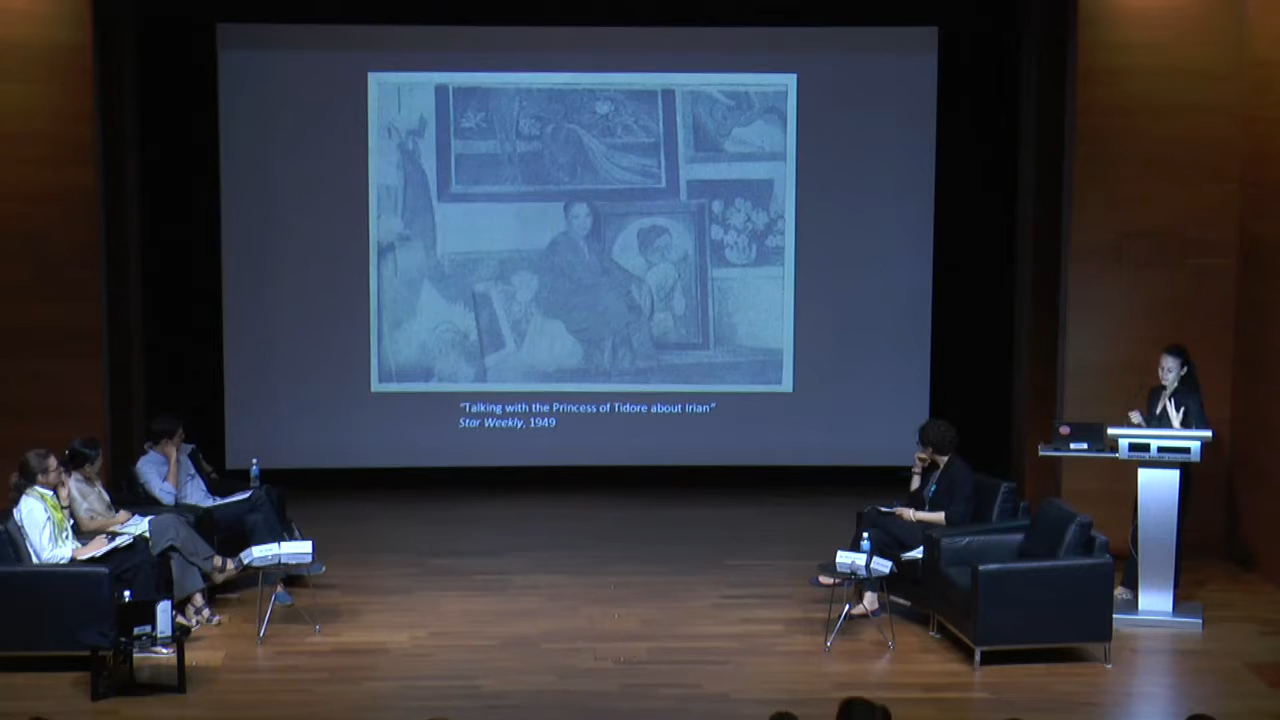 "Talking with the Princess of Tidore about Irian"
Star Weekly, 1949